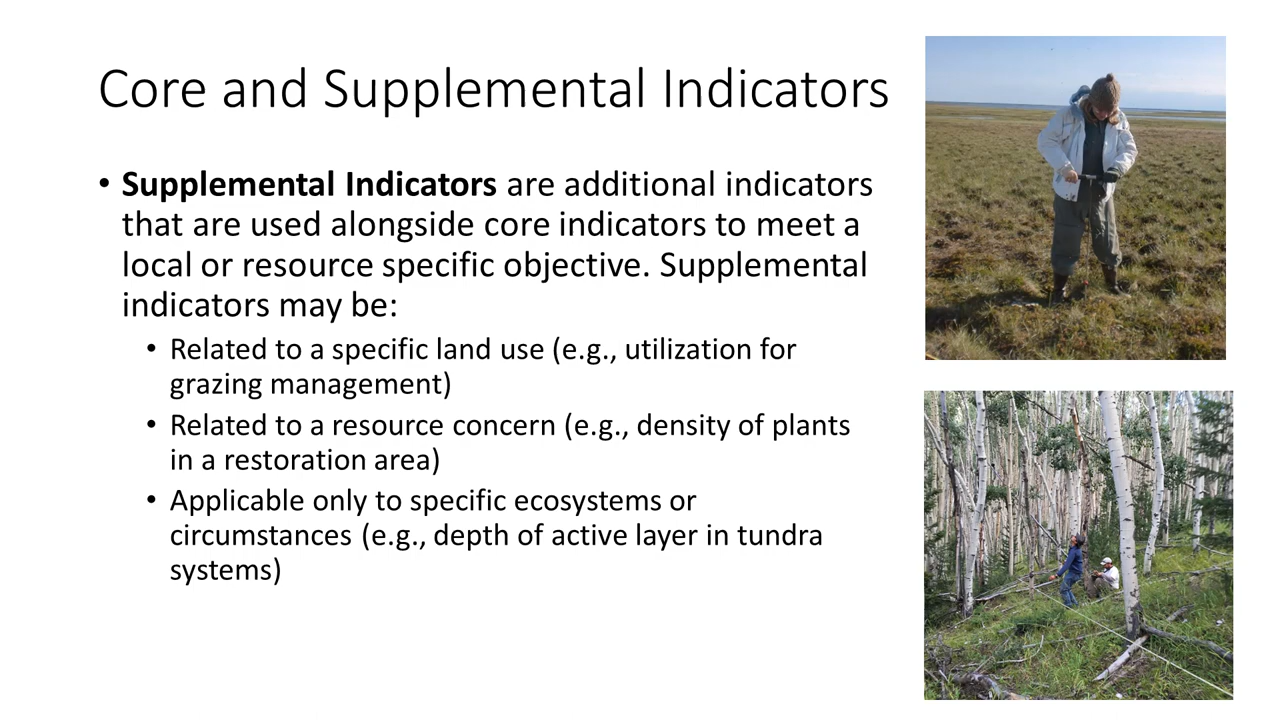 Core and Supplemental Indicators
• Supplemental Indicators are additional indicators
that are used alongside core indicators to meet a
local or resource specific objective. Supplemental
indicators may be:
• Related to a specific land use (e.g., utilization for
grazing management)
• Related to a resource concern (e.g., density of plants
in a restoration area)
• Applicable only to specific ecosystems or
circumstances (e.g., depth of active layer in tundra
systems)